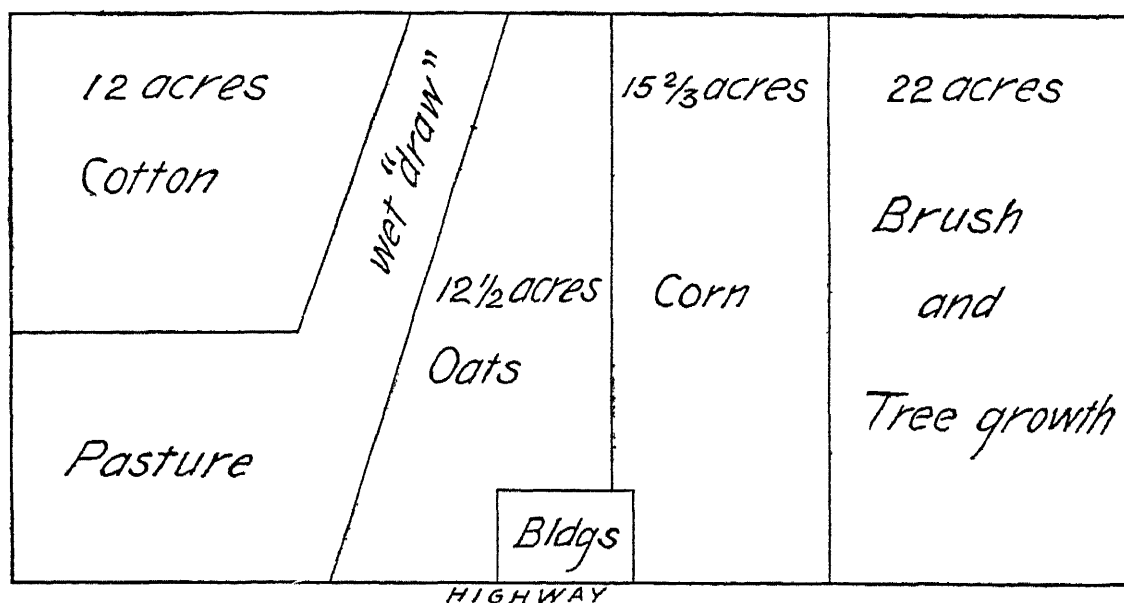 12 acres
Cotton
wet "draw"
12 1/2 acres
Oats
15 2/3 acres
Corn
22 acres
Brush
and
Tree growth
Pasture
Bldgs
HIGHWAY